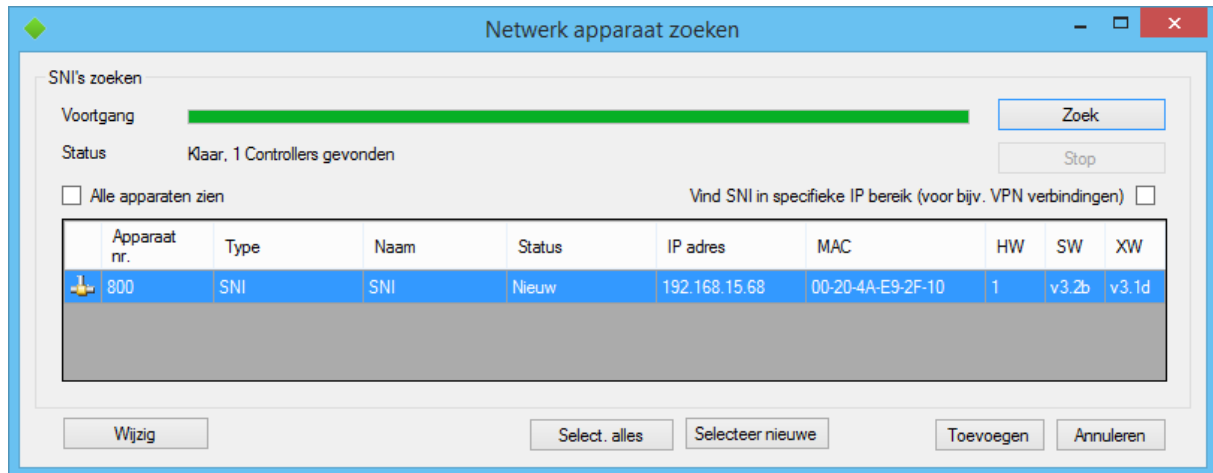 Netwerk apparaat zoeken
SNI's zoeken
Voortgang
Zoek
Status Klaar, 1 Controllers gevonden
Stop
Alle apparaten zien Vind SNI in specifieke IP bereik (voor bijv. VPN verbindingen)
Apparaat nr. Type Naam Status IP adres MAC HW SW XW
800 SNI SNI Nieuw 192.168.15.68 00-20-4A-E9-2F-10 1 v3.2b v3.1d
Wijzig Select. alles Selecteer nieuwe Toevoegen Annuleren